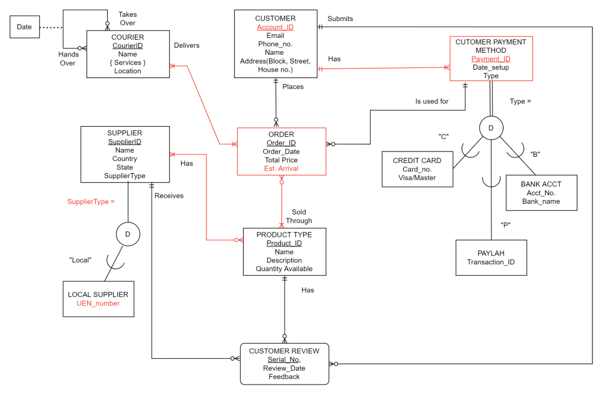 Takes
Over
Date
Hands
Over
COURIER
CourierID
Name
{ Services }
Location
Delivers
CUSTOMER
Account_ID
Email
Phone_no.
Name
Address(Block, Street,
House no.)
Submits
Has
CUTOMER PAYMENT
METHOD
Payment_ID
Date_setup
Type
Places
Is used for
Type =
D
"C"
"B"
"P"
CREDIT CARD
Card_no.
Visa/Master
BANK ACCT
Acct_No.
Bank_name
PAYLAH
Transaction_ID
SUPPLIER
SupplierID
Name
Country
State
SupplierType
Has
Receives
ORDER
Order_ID
Order_Date
Total Price
Est. Arrival
SupplierType =
D
"Local"
LOCAL SUPPLIER
UEN_number
Sold
Through
PRODUCT TYPE
Product_ID
Name
Description
Quantity Available
Has
CUSTOMER REVIEW
Serial_No,
Review_Date
Feedback